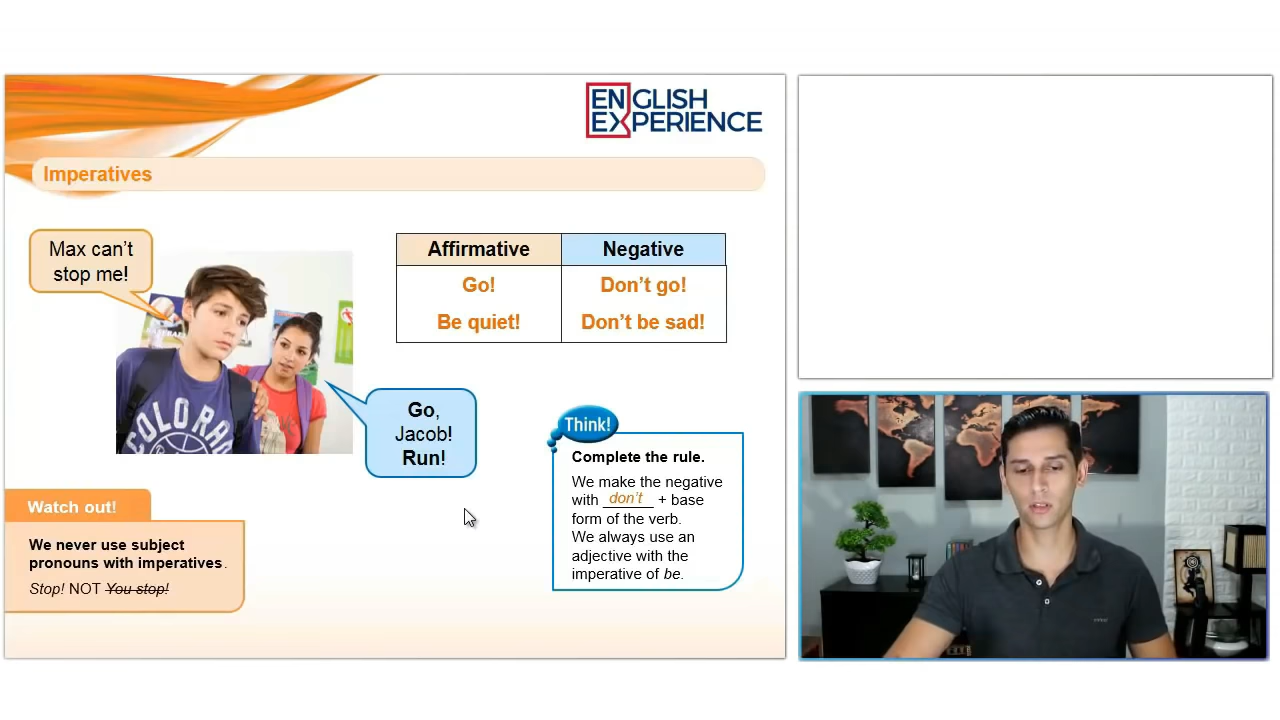 ENGLISH
EXPERIENCE
Imperatives
Max can't
stop me!
Affirmative
Negative
Go!
Don't go!
Be quiet!
Don't be sad!
COLORA
Go,
Jacob!
Run!
Think!
Complete the rule.
We make the negative
with don't + base
form of the verb.
We always use an
adjective with the
imperative of be.
Watch out!
We never use subject
pronouns with imperatives.
Stop! NOT You stop!